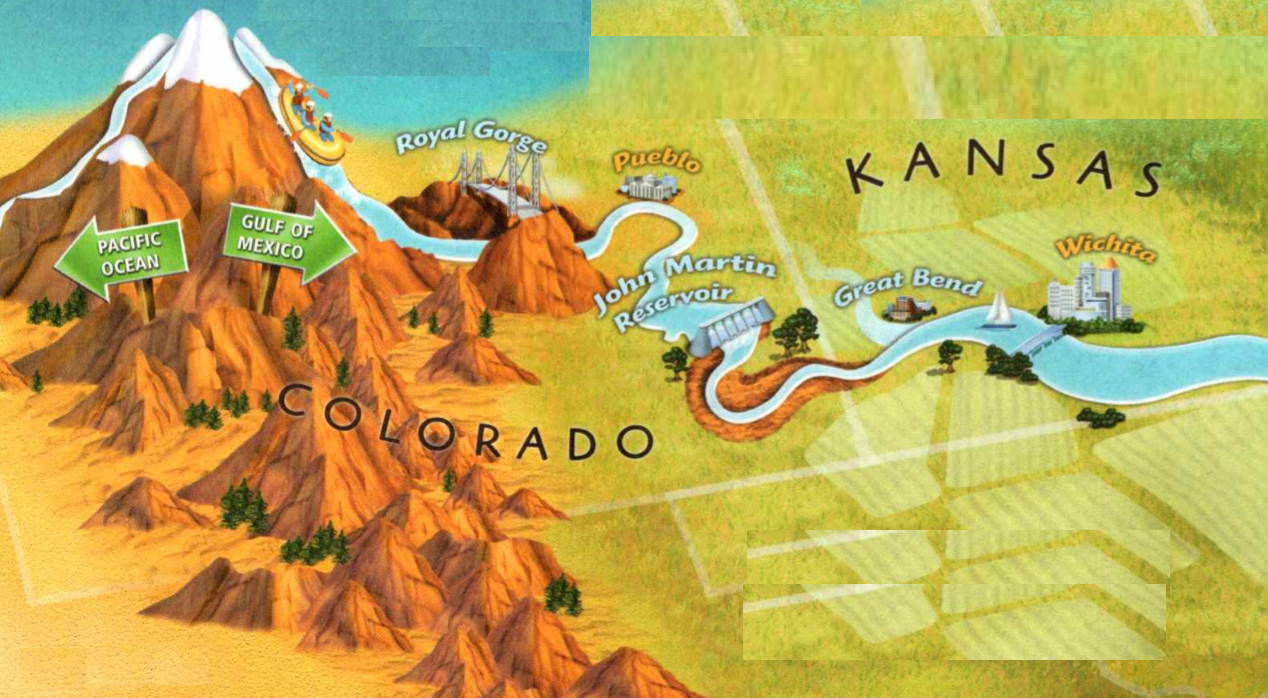 Royal Gorge
Pueblo
KANSAS
PACIFIC
OCEAN
GULF OF
MEXICO
Wichita
John Martin
Reservoir
Great Bend
COLORADO